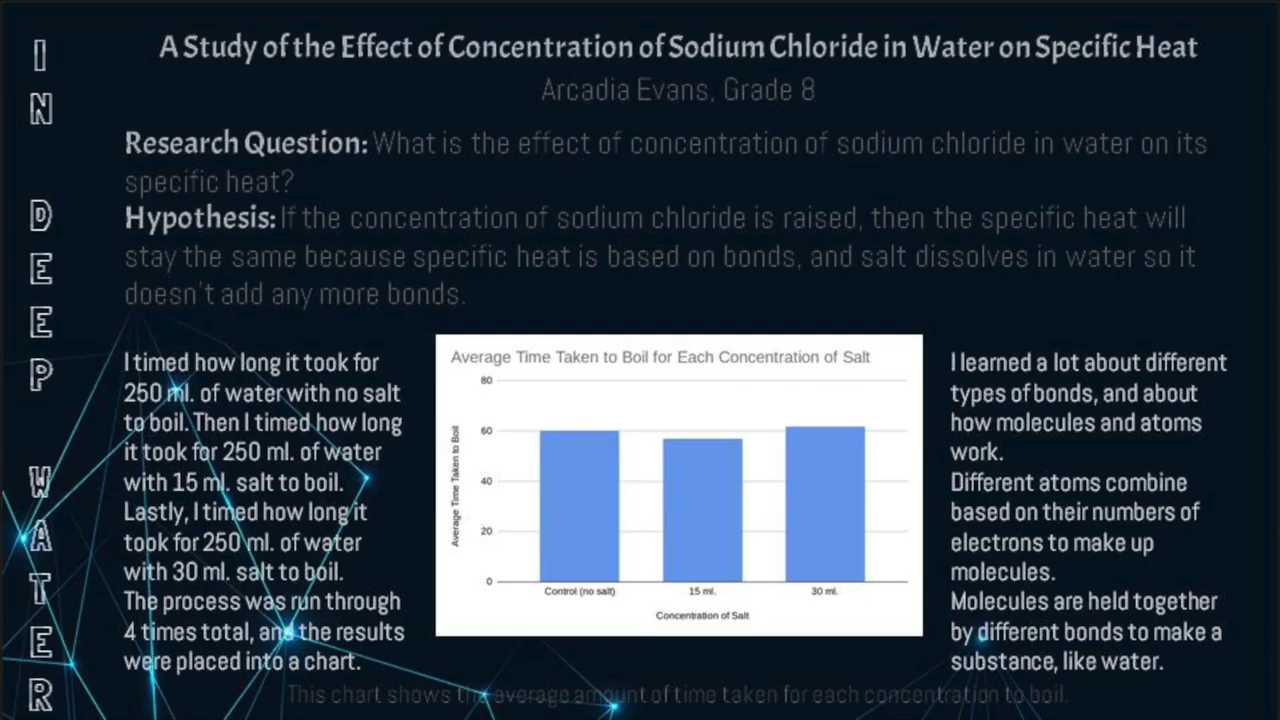 IN DEEP WATER
A Study of the Effect of Concentration of Sodium Chloride in Water on Specific Heat
Arcadia Evans, Grade 8
Research Question: What is the effect of concentration of sodium chloride in water on its
specific heat?
Hypothesis: If the concentration of sodium chloride is raised, then the specific heat will
stay the same because specific heat is based on bonds, and salt dissolves in water so it
doesn't add any more bonds.
I timed how long it took for
250 ml. of water with no salt
to boil. Then I timed how long
it took for 250 ml. of water
with 15 ml. salt to boil.
Lastly, I timed how long it
took for 250 ml. of water
with 30 ml. salt to boil.
The process was run through
4 times total, and the results
were placed into a chart.
Average Time Taken to Boil for Each Concentration of Salt
Average Time Taken to Boil
80
60
40
20
0
Control (no salt) 15 ml. 30 ml.
Concentration of Salt
I learned a lot about different
types of bonds, and about
how molecules and atoms
work.
Different atoms combine
based on their numbers of
electrons to make up
molecules.
Molecules are held together
by different bonds to make a
substance, like water.
This chart shows the average amount of time taken for each concentration to boil.